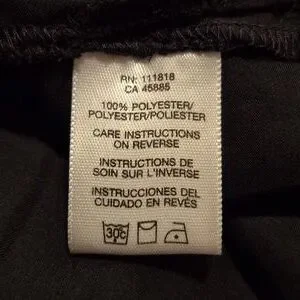 RN: 111818
CA 45885
100% POLYESTER/
POLYESTER/POLIESTER
CARE INSTRUCTIONS
ON REVERSE
INSTRUCTIONS DE
SOIN SUR L'INVERSE
INSTRUCCIONES DEL
CUIDADO EN REVÉS
30C